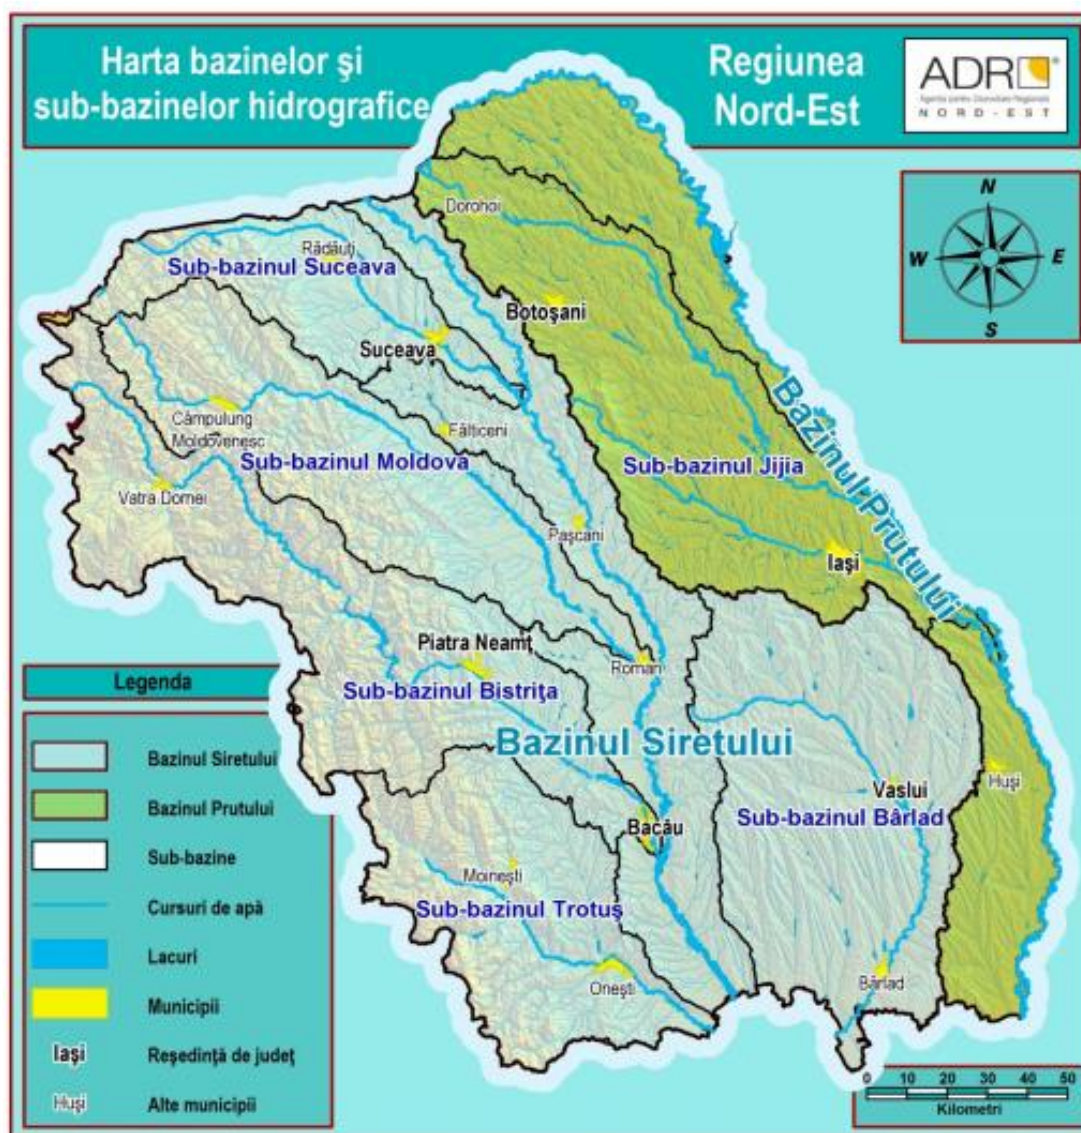 Harta bazinelor şi
sub-bazinelor hidrografice
Regiunea
Nord-Est
ADR
Agenţia pentru Dezvoltare Regională
NORD-EST
N
W
E
S
Dorohoi
Rădăuţi
Sub-bazinul Suceava
Botoşani
Suceava
Câmpulung
Moldovenesc
Fălticeni
Sub-bazinul Moldova
Sub-bazinul Jijia
Bazinul Prutului
Vatra Dornei
Paşcani
Iaşi
Piatra Neamţ
Roman
Sub-bazinul Bistriţa
Bazinul Siretului
Huşi
Vaslui
Sub-bazinul Bârlad
Bacău
Moineşti
Sub-bazinul Trotuş
Oneşti
Bârlad
Legenda
Bazinul Siretului
Bazinul Prutului
Sub-bazine
Cursuri de apă
Lacuri
Municipii
Iaşi Reşedinţă de judeţ
Huşi Alte municipii
0 10 20 30 40 50
Kilometri